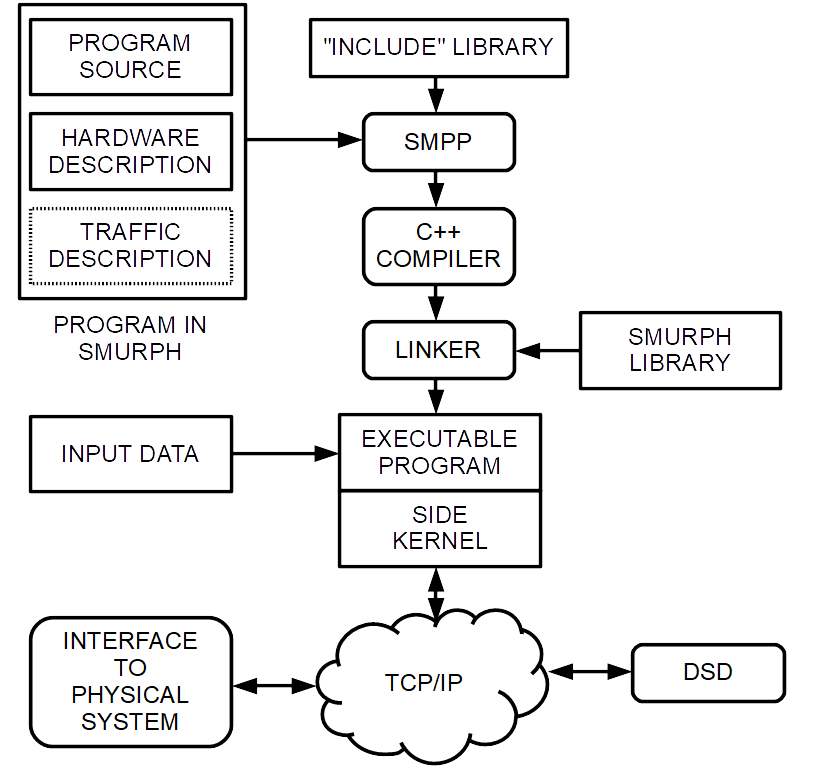 PROGRAM
SOURCE
HARDWARE
DESCRIPTION
TRAFFIC
DESCRIPTION
PROGRAM IN
SMURPH
"INCLUDE" LIBRARY
SMPP
C++
COMPILER
LINKER
SMURPH
LIBRARY
INPUT DATA
EXECUTABLE
PROGRAM
SIDE
KERNEL
INTERFACE
TO
PHYSICAL
SYSTEM
TCP/IP
DSD